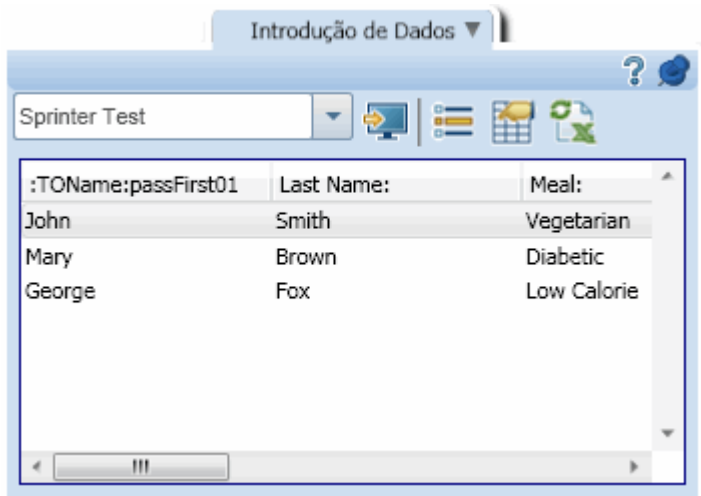 Introdução de Dados ▼
Sprinter Test
:TOName:passFirst01 Last Name: Meal:
John Smith Vegetarian
Mary Brown Diabetic
George Fox Low Calorie